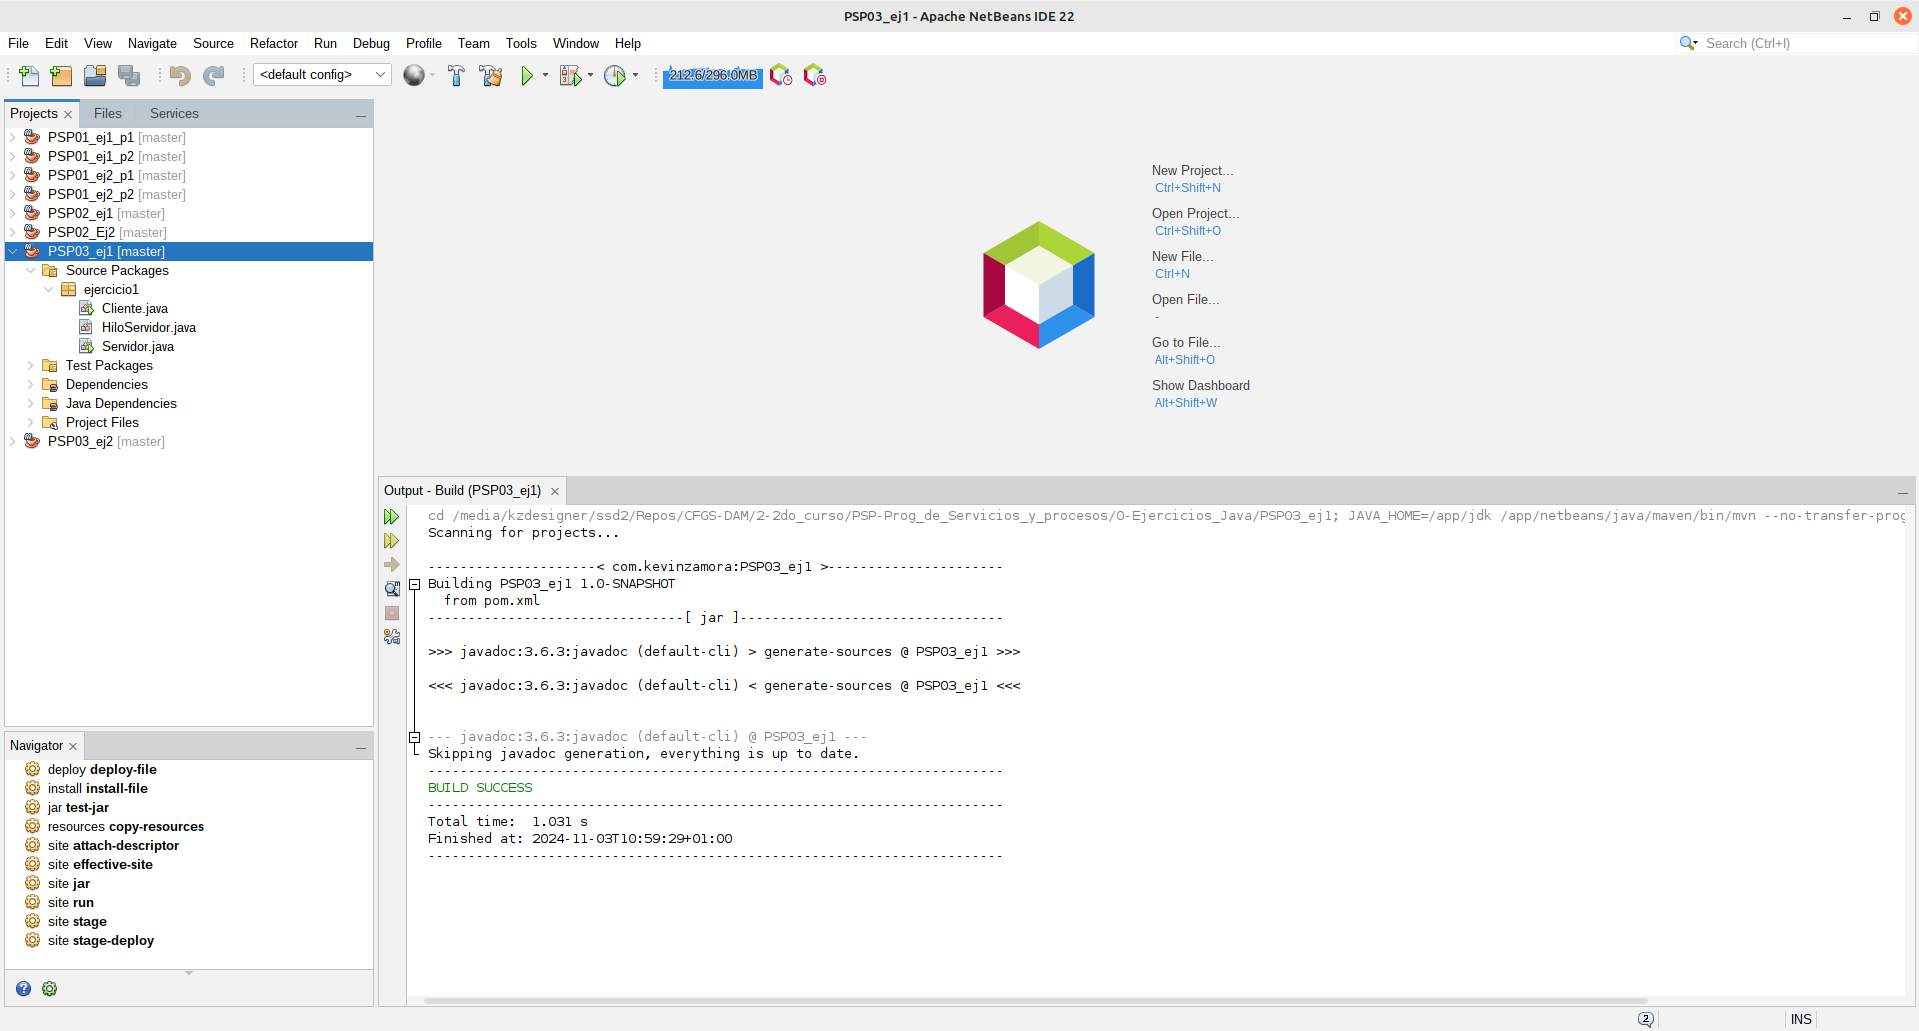 PSP03_ej1 - Apache NetBeans IDE 22
File Edit View Navigate Source Refactor Run Debug Profile Team Tools Window Help
Search (Ctrl+I)
<default config>
212.6/296.0MB
Projects Files Services
PSP01_ej1_p1 [master]
PSP01_ej1_p2 [master]
PSP01_ej2_p1 [master]
PSP01_ej2_p2 [master]
PSP02_ej1 [master]
PSP02_Ej2 [master]
PSP03_ej1 [master]
Source Packages
ejercicio1
Cliente.java
HiloServidor.java
Servidor.java
Test Packages
Dependencies
Java Dependencies
Project Files
PSP03_ej2 [master]
New Project...
Ctrl+Shift+N
Open Project...
Ctrl+Shift+O
New File...
Ctrl+N
Open File...
-
Go to File...
Alt+Shift+O
Show Dashboard
Alt+Shift+W
Navigator
deploy deploy-file
install install-file
jar test-jar
resources copy-resources
site attach-descriptor
site effective-site
site jar
site run
site stage
site stage-deploy
Output - Build (PSP03_ej1)
cd /media/kzdesigner/ssd2/Repos/CFGS-DAM/2-2do_curso/PSP-Prog_de_Servicios_y_procesos/0-Ejercicios_Java/PSP03_ej1; JAVA_HOME=/app/jdk /app/netbeans/java/maven/bin/mvn --no-transfer-prog
Scanning for projects...
---------------------< com.kevinzamora:PSP03_ej1 >----------------------
Building PSP03_ej1 1.0-SNAPSHOT
from pom.xml
--------------------------------[ jar ]---------------------------------
>>> javadoc:3.6.3:javadoc (default-cli) > generate-sources @ PSP03_ej1 >>>
<<< javadoc:3.6.3:javadoc (default-cli) < generate-sources @ PSP03_ej1 <<<
--- javadoc:3.6.3:javadoc (default-cli) @ PSP03_ej1 ---
Skipping javadoc generation, everything is up to date.
------------------------------------------------------------------------
BUILD SUCCESS
------------------------------------------------------------------------
Total time:  1.031 s
Finished at: 2024-11-03T10:59:29+01:00
------------------------------------------------------------------------
2
INS